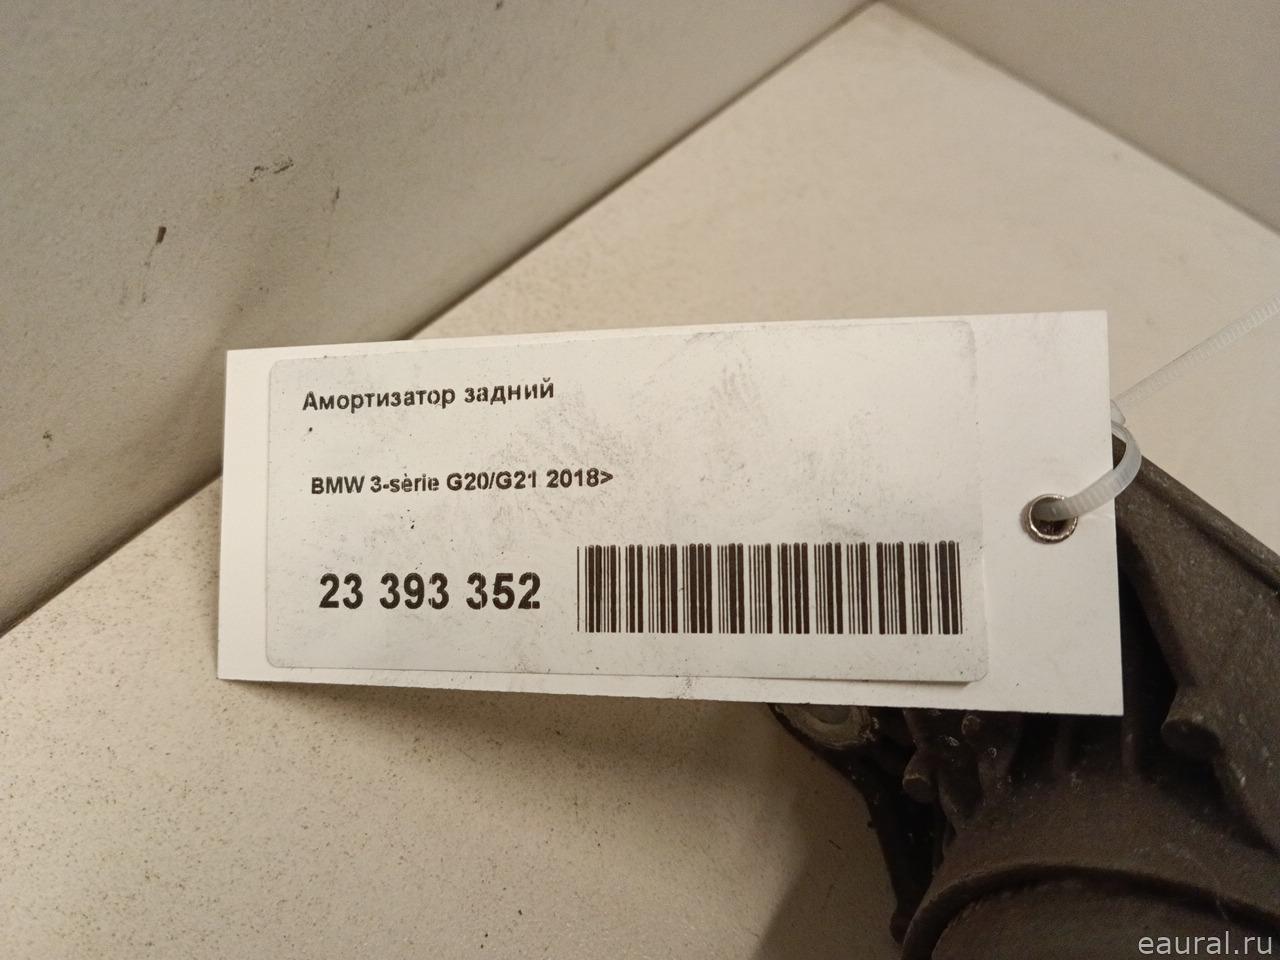 Амортизатор задний
BMW 3-serie G20/G21 2018>
23 393 352
eaural.ru